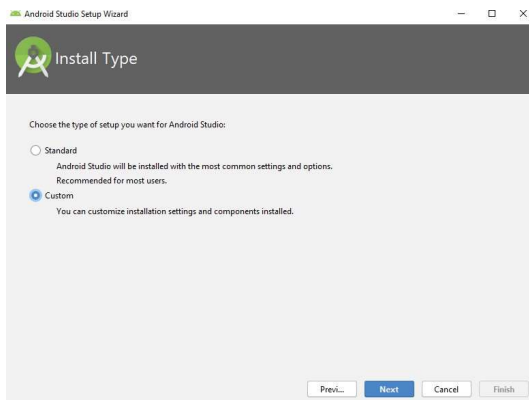 Android Studio Setup Wizard
Install Type
Choose the type of setup you want for Android Studio:
Standard
Android Studio will be installed with the most common settings and options.
Recommended for most users.
Custom
You can customize installation settings and components installed.
Previ... Next Cancel Finish